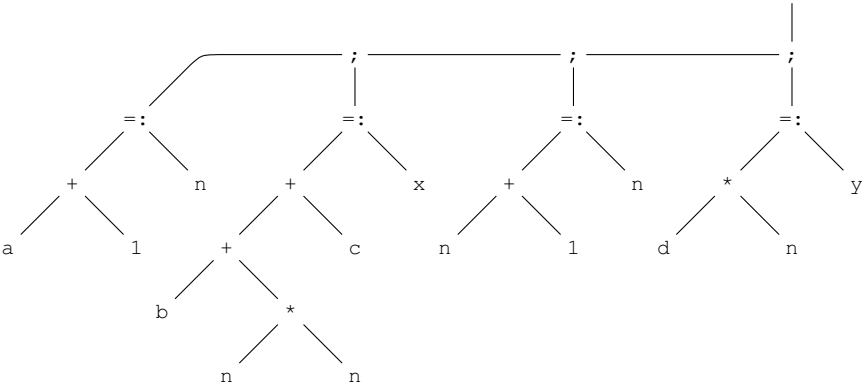 ; ; ;
=: =: =: =:
+ n + x + n * y
a 1 + c n 1 d n
b *
n n